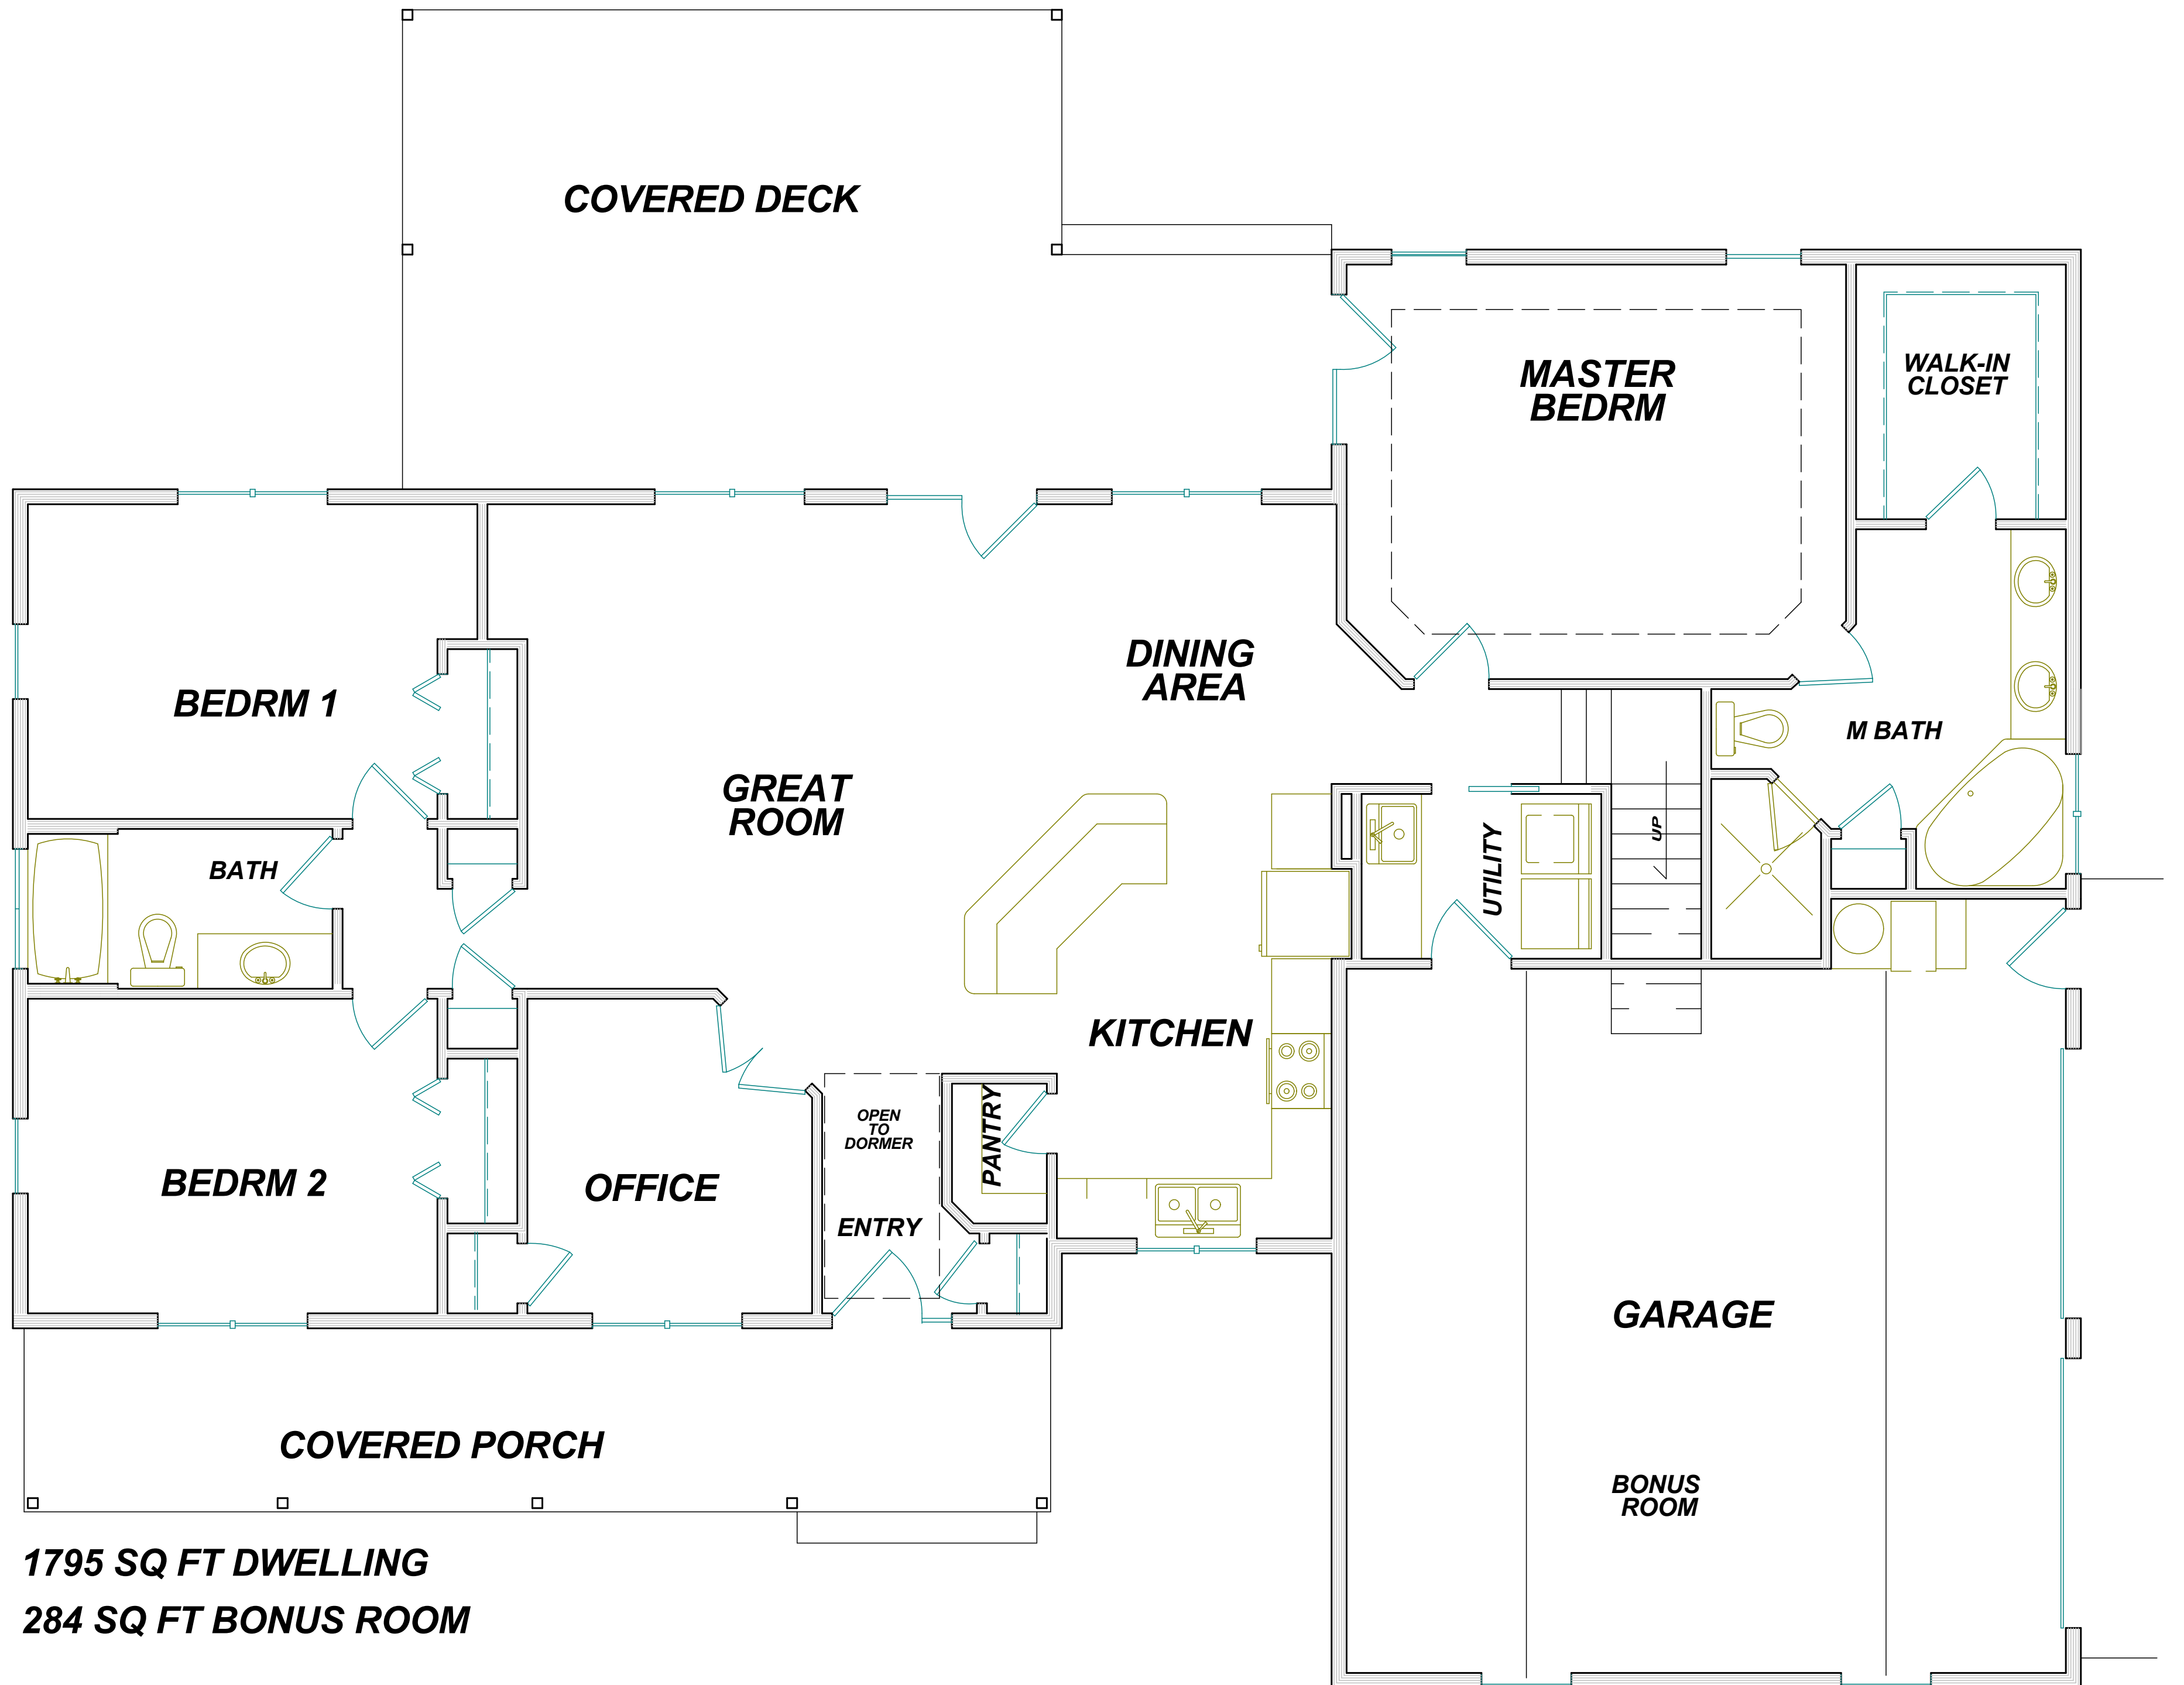 COVERED DECK
MASTER
BEDRM
WALK-IN
CLOSET
BEDRM 1
DINING
AREA
M BATH
GREAT
ROOM
BATH
UTILITY
UP
KITCHEN
OPEN
TO
DORMER
PANTRY
BEDRM 2
OFFICE
ENTRY
GARAGE
COVERED PORCH
BONUS
ROOM
1795 SQ FT DWELLING
284 SQ FT BONUS ROOM